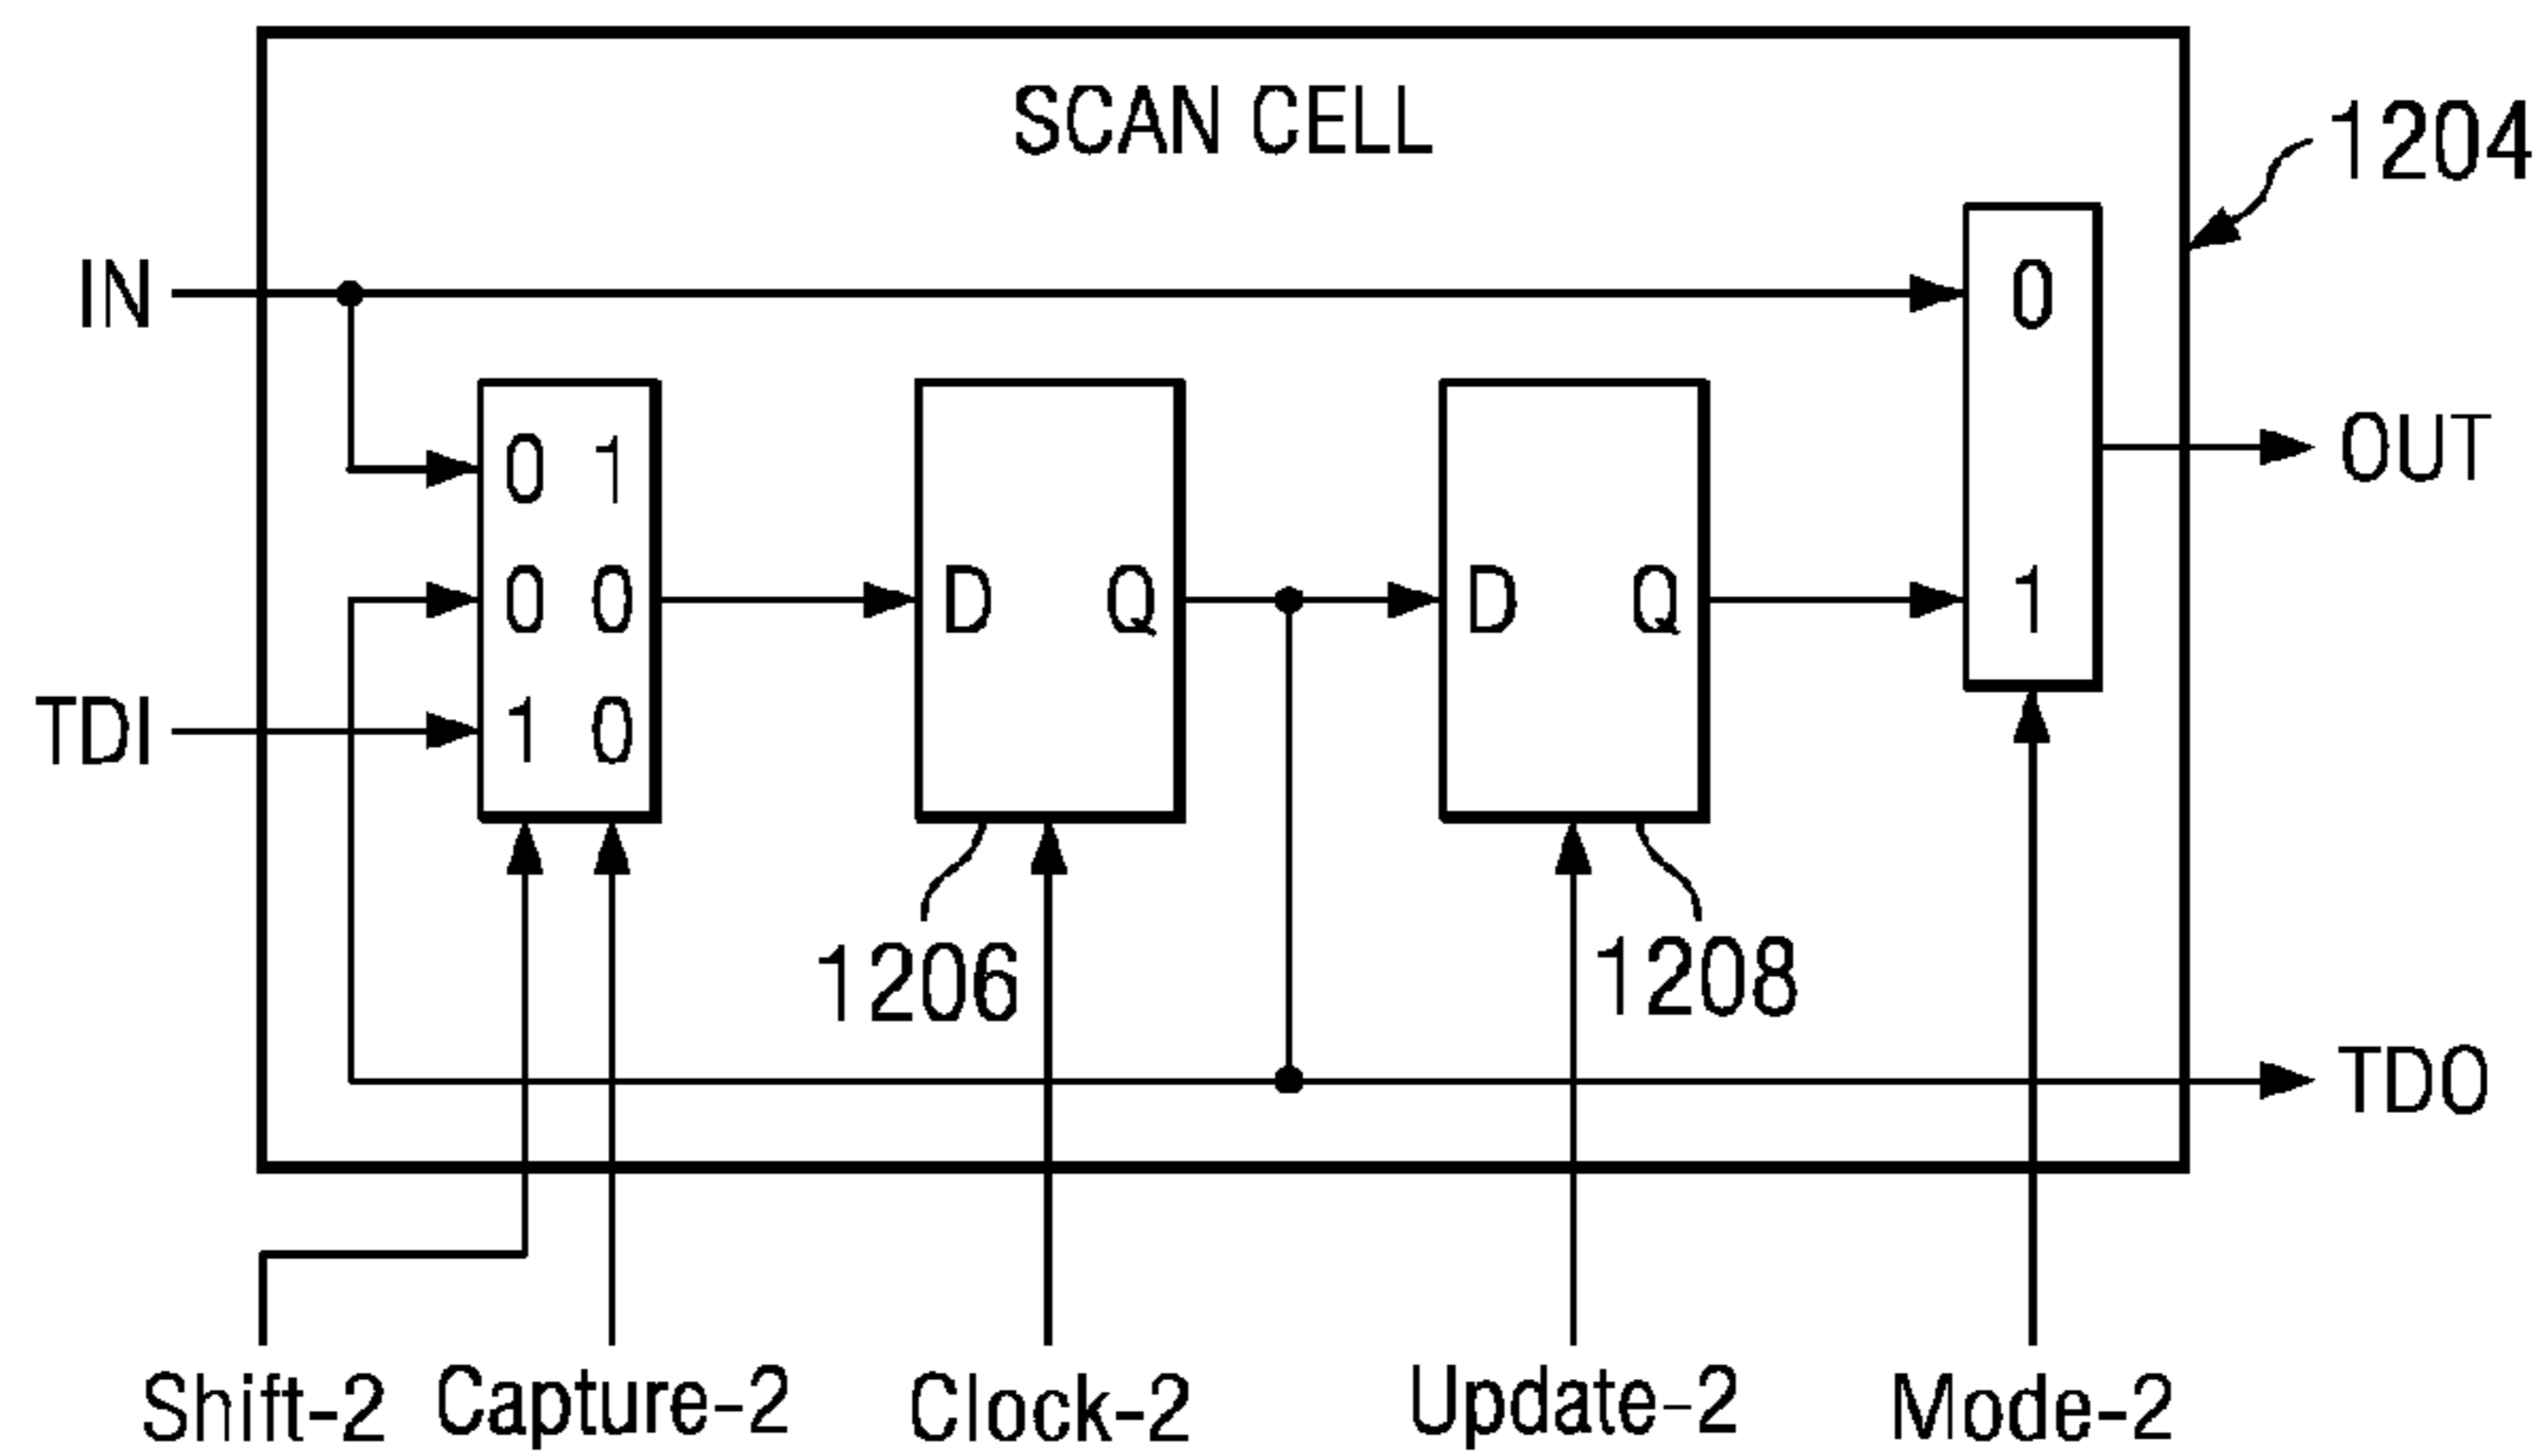 SCAN CELL
1204
IN
0
0 1
OUT
0 0
D Q
D Q
1
TDI
1 0
1206
1208
TDO
Shift-2
Capture-2
Clock-2
Update-2
Mode-2